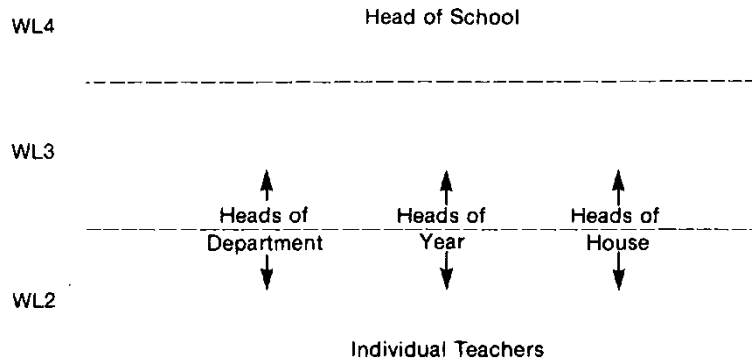 WL4
Head of School
WL3
Heads of Heads of Heads of
Department Year House
WL2
Individual Teachers